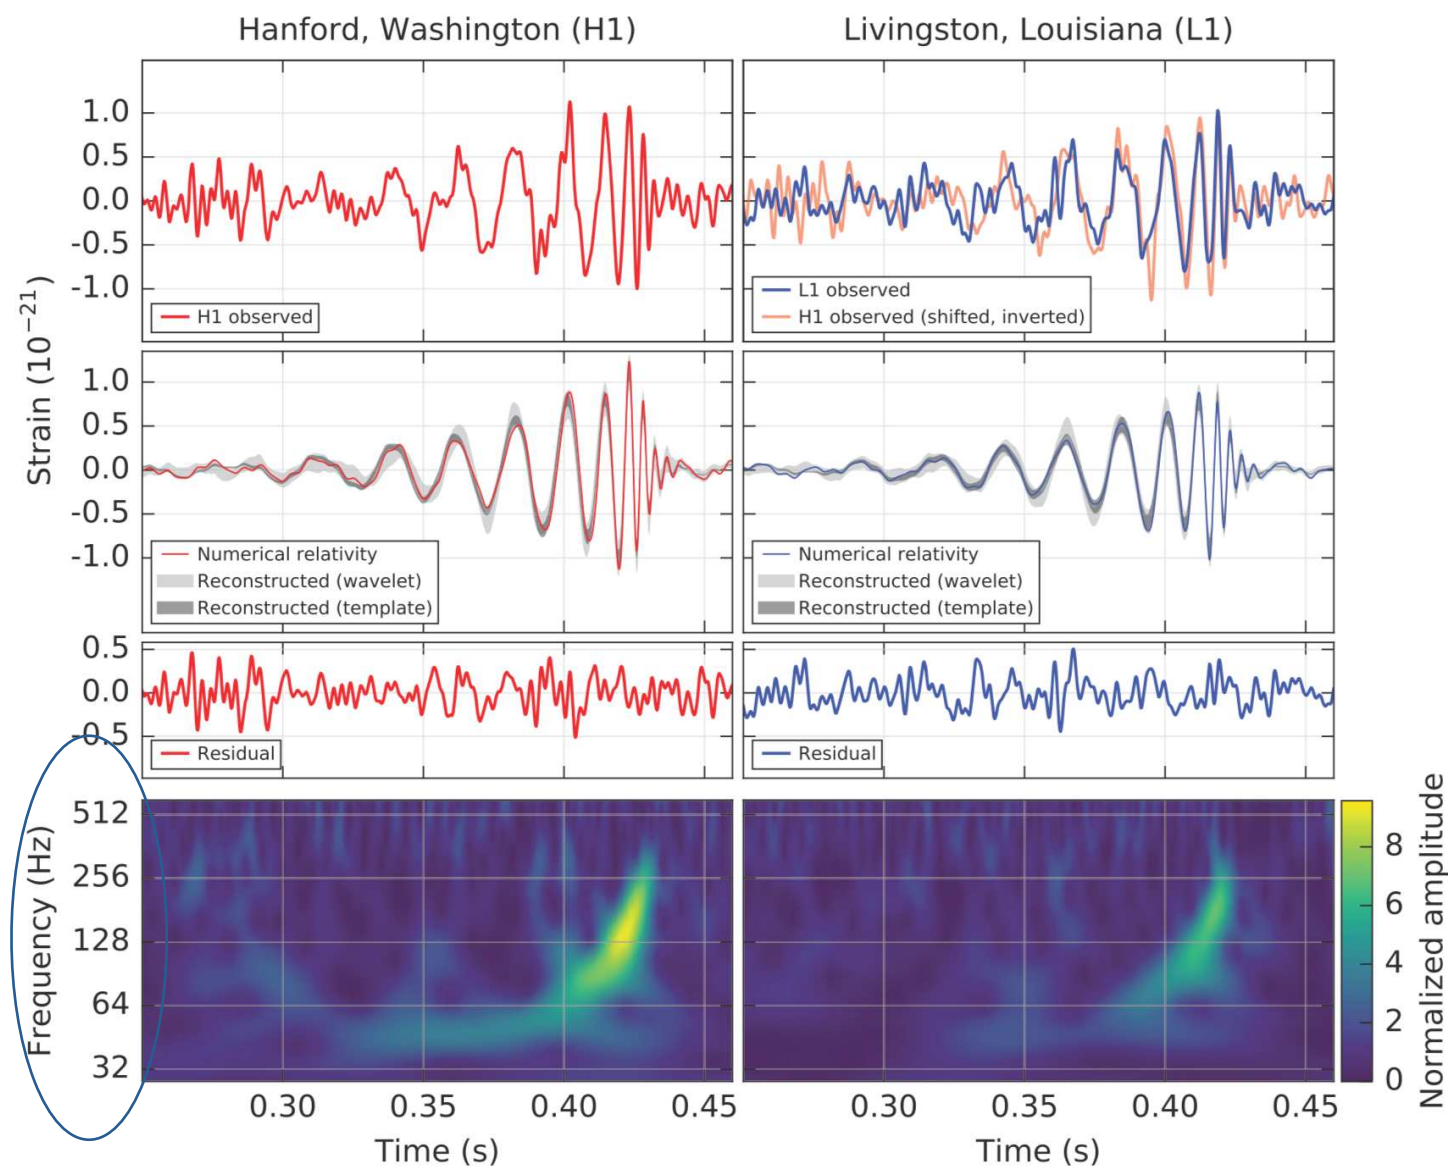 Hanford, Washington (H1)
Livingston, Louisiana (L1)
Strain (10⁻²¹)
1.0
0.5
0.0
-0.5
-1.0
H1 observed
L1 observed
H1 observed (shifted, inverted)
1.0
0.5
0.0
-0.5
-1.0
Numerical relativity
Reconstructed (wavelet)
Reconstructed (template)
Numerical relativity
Reconstructed (wavelet)
Reconstructed (template)
0.5
0.0
-0.5
Residual
Residual
Frequency (Hz)
512
256
128
64
32
Normalized amplitude
8
6
4
2
0
0.30
0.35
0.40
0.45
0.30
0.35
0.40
0.45
Time (s)
Time (s)